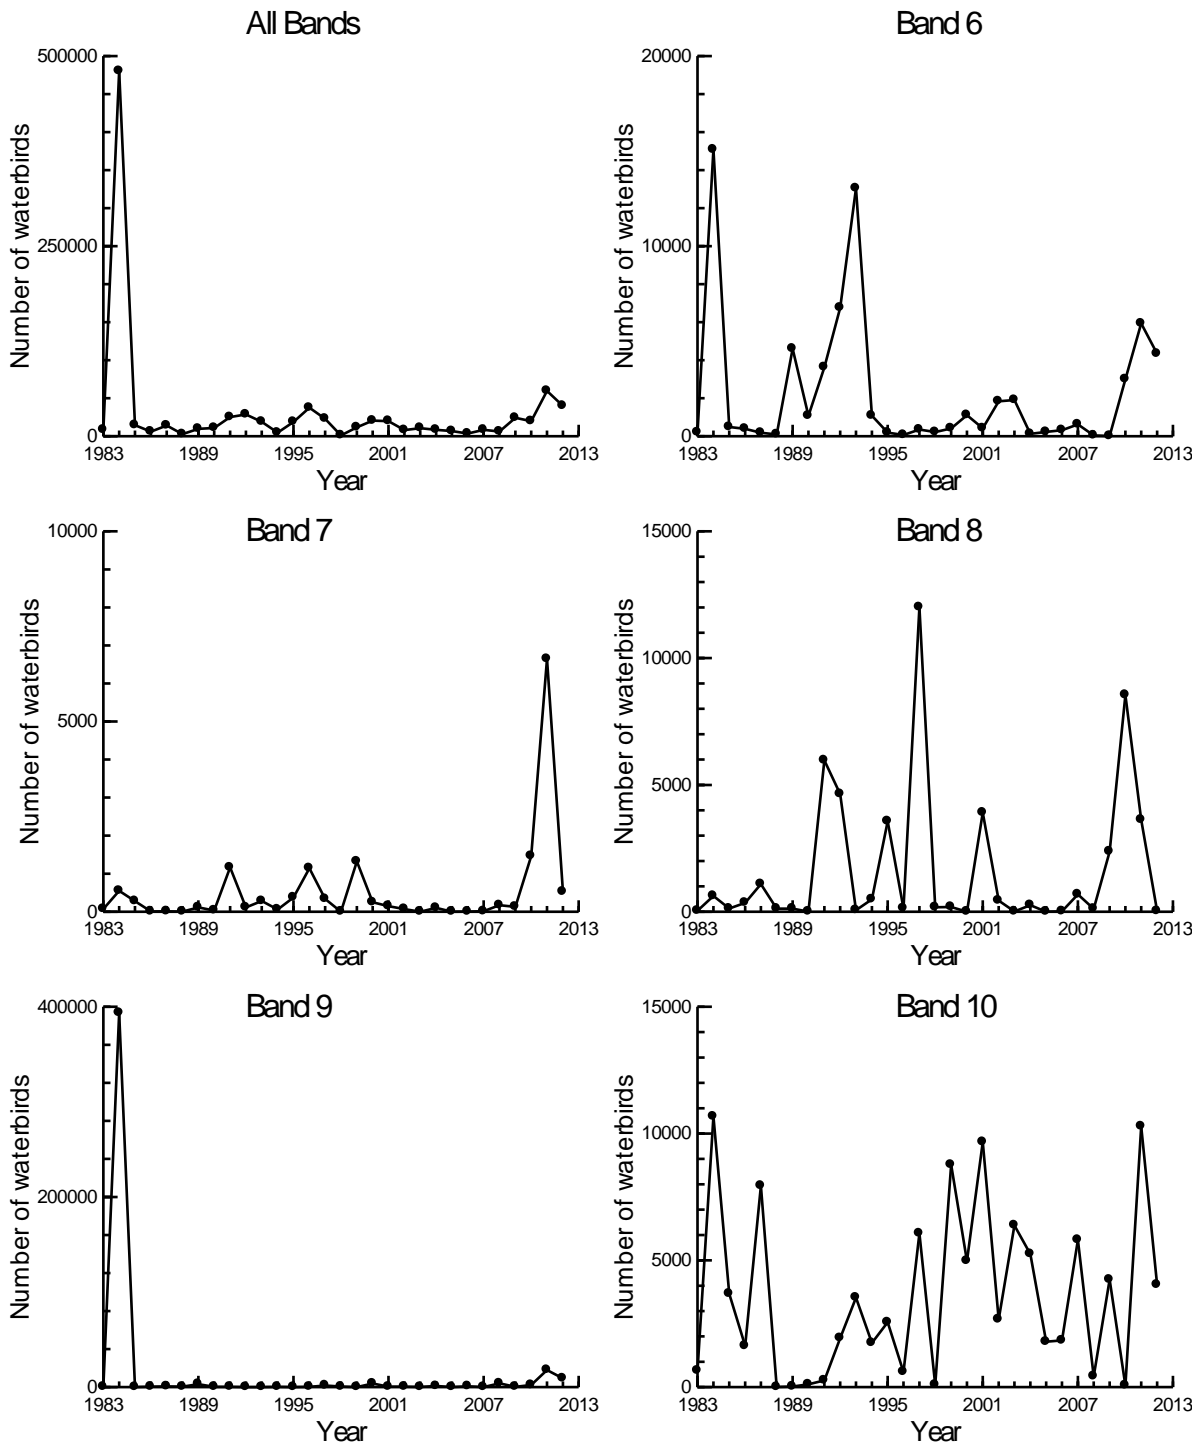 All Bands
Number of waterbirds
500000
250000
0
1983 1989 1995 2001 2007 2013
Year
Band 6
Number of waterbirds
20000
10000
0
1983 1989 1995 2001 2007 2013
Year
Band 7
Number of waterbirds
10000
5000
0
1983 1989 1995 2001 2007 2013
Year
Band 8
Number of waterbirds
15000
10000
5000
0
1983 1989 1995 2001 2007 2013
Year
Band 9
Number of waterbirds
400000
200000
0
1983 1989 1995 2001 2007 2013
Year
Band 10
Number of waterbirds
15000
10000
5000
0
1983 1989 1995 2001 2007 2013
Year